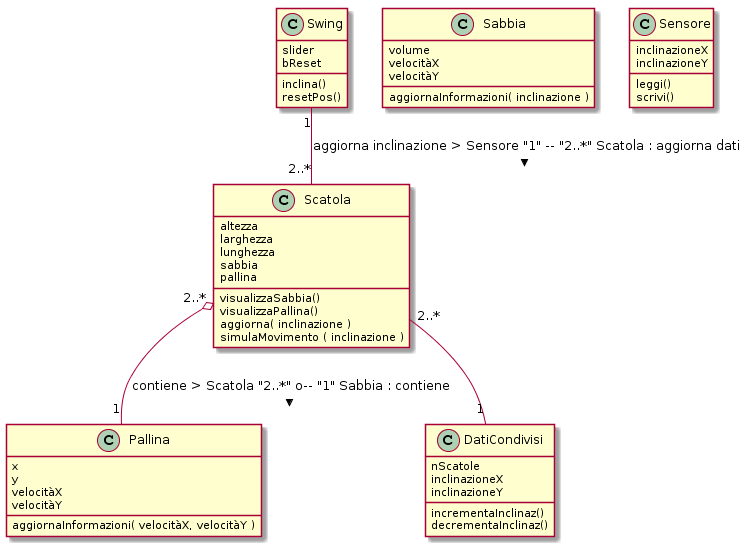 C Swing
slider
bReset
inclina()
resetPos()
C Sabbia
volume
velocitàX
velocitàY
aggiornaInformazioni( inclinazione )
C Sensore
inclinazioneX
inclinazioneY
leggi()
scrivi()
1
aggiorna inclinazione > Sensore "1" -- "2..*" Scatola : aggiorna dati
2..*
C Scatola
altezza
larghezza
lunghezza
sabbia
pallina
visualizzaSabbia()
visualizzaPallina()
aggiorna( inclinazione )
simulaMovimento ( inclinazione )
2..*
2..*
contiene > Scatola "2..*" o-- "1" Sabbia : contiene
1
1
C Pallina
x
y
velocitàX
velocitàY
aggiornaInformazioni( velocitàX, velocitàY )
C DatiCondivisi
nScatole
inclinazioneX
inclinazioneY
incrementaInclinaz()
decrementaInclinaz()